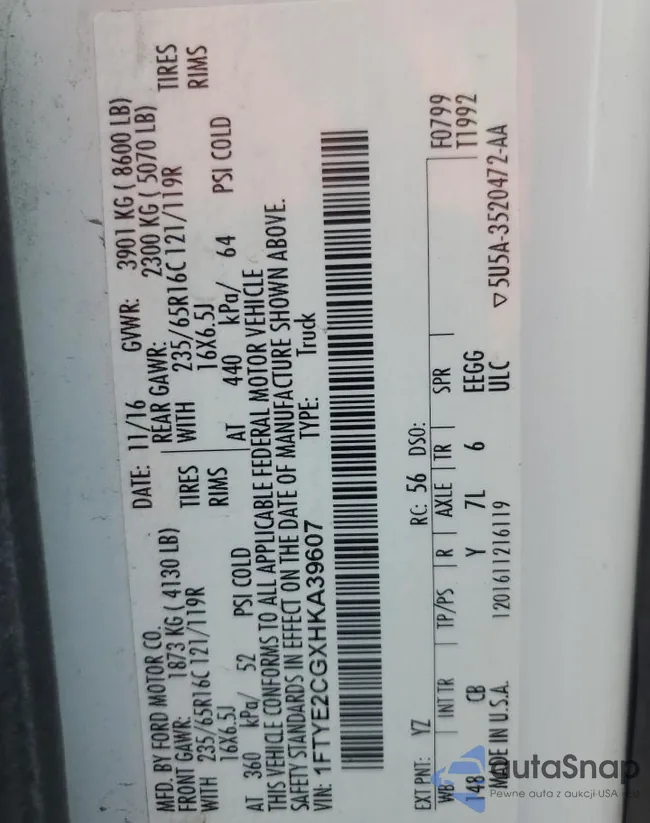 MFD. BY FORD MOTOR CO. DATE: 11/16 GVWR: 3901 KG ( 8600 LB)
FRONT GAWR: 1873 KG ( 4130 LB) REAR GAWR: 2300 KG ( 5070 LB)
WITH 235/65R16C 121/119R TIRES WITH 235/65R16C 121/119R TIRES
16X6.5J RIMS 16X6.5J RIMS
AT 360 kPa/ 52 PSI COLD AT 440 kPa/ 64 PSI COLD
THIS VEHICLE CONFORMS TO ALL APPLICABLE FEDERAL MOTOR VEHICLE
SAFETY STANDARDS IN EFFECT ON THE DATE OF MANUFACTURE SHOWN ABOVE.
VIN: 1FTYE2CGXHKA39607 TYPE: Truck
EXT PNT: YZ RC: 56 DSO: F0799
WB INT TR TP/PS R AXLE TR SPR T1992
148 CB Y 7L 6 EEGG
MADE IN U.S.A. 1201611216119 ULC ▽5U5A-3520472-AA
autaSnap
Pewne auta z aukcji USA